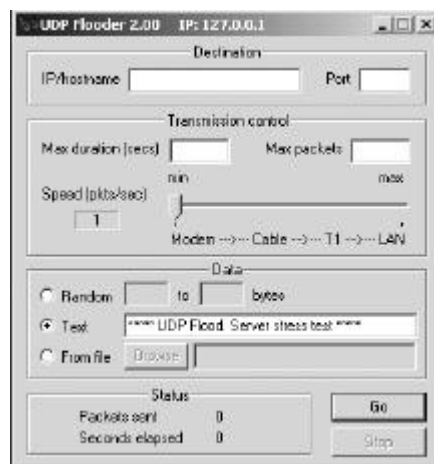 UDP Flooder 2.00 IP: 127.0.0.1
Destination
IP/hostname Port
Transmission control
Max duration (secs) Max packets
min max
Speed (pkts/sec)
1
Modem ---> --- Cable ---> --- T1 ---> --- LAN
Data
Random to bytes
Text **** UDP Flood. Server stress test ****
From file Browse
Status
Packets sent 0
Seconds elapsed 0
Go
Stop